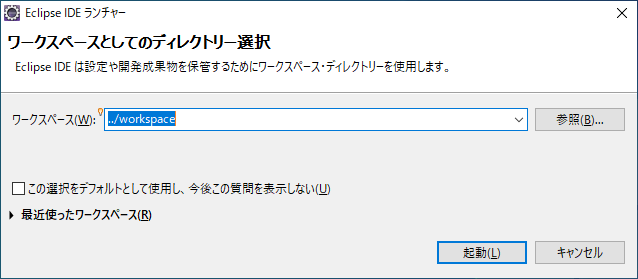 Eclipse IDE ランチャー
ワークスペースとしてのディレクトリー選択
Eclipse IDE は設定や開発成果物を保管するためにワークスペース・ディレクトリーを使用します。
ワークスペース(W): ../workspace 参照(B)...
この選択をデフォルトとして使用し、今後この質問を表示しない(U)
最近使ったワークスペース(R)
起動(L) キャンセル